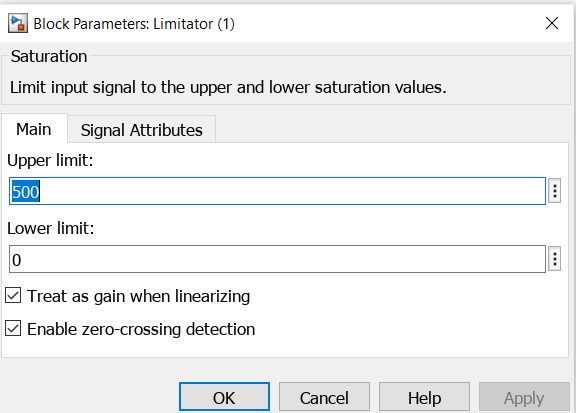 Block Parameters: Limitator (1)
Saturation
Limit input signal to the upper and lower saturation values.
Main Signal Attributes
Upper limit:
500
Lower limit:
0
Treat as gain when linearizing
Enable zero-crossing detection
OK Cancel Help Apply